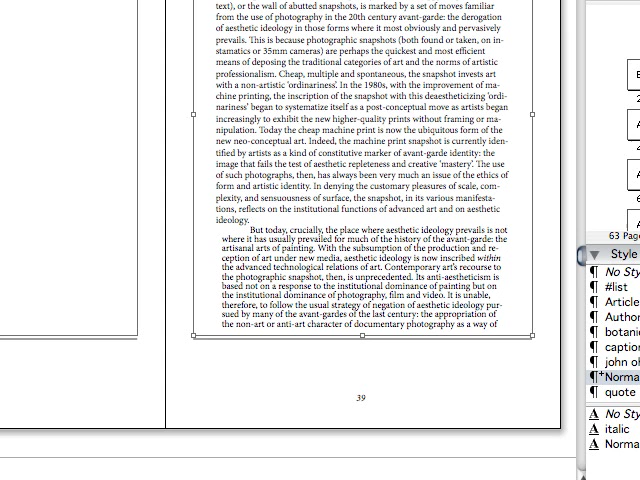 text), or the wall of abutted snapshots, is marked by a set of moves familiar
from the use of photography in the 20th century avant-garde: the derogation
of aesthetic ideology in those forms where it most obviously and pervasively
prevails. This is because photographic snapshots (both found or taken, on in-
stamatics or 35mm cameras) are perhaps the quickest and most efficient
means of deposing the traditional categories of art and the norms of artistic
professionalism. Cheap, multiple and spontaneous, the snapshot invests art
with a non-artistic 'ordinariness'. In the 1980s, with the improvement of ma-
chine printing, the inscription of the snapshot with this deaestheticizing 'ordi-
nariness' began to systematize itself as a post-conceptual move as artists began
increasingly to exhibit the new higher-quality prints without framing or ma-
nipulation. Today the cheap machine print is now the ubiquitous form of the
new neo-conceptual art. Indeed, the machine print snapshot is currently iden-
tified by artists as a kind of constitutive marker of avant-garde identity: the
image that fails the test of aesthetic repleteness and creative 'mastery'. The use
of such photographs, then, has always been very much an issue of the ethics of
form and artistic identity. In denying the customary pleasures of scale, com-
plexity, and sensuousness of surface, the snapshot, in its various manifesta-
tions, reflects on the institutional functions of advanced art and on aesthetic
ideology.
But today, crucially, the place where aesthetic ideology prevails is not
where it has usually prevailed for much of the history of the avant-garde: the
artisanal arts of painting. With the subsumption of the production and re-
ception of art under new media, aesthetic ideology is now inscribed within
the advanced technological relations of art. Contemporary art's recourse to
the photographic snapshot, then, is unprecedented. Its anti-aestheticism is
based not on a response to the institutional dominance of painting but on
the institutional dominance of photography, film and video. It is unable,
therefore, to follow the usual strategy of negation of aesthetic ideology pur-
sued by many of the avant-gardes of the last century: the appropriation of
the non-art or anti-art character of documentary photography as a way of
39
63 Page
Style
¶ No Sty
¶ #list
¶ Article
¶ Autho
¶ botani
¶ captio
¶ john o
¶+Norma
¶ quote
A No Sty
A italic
A Norma